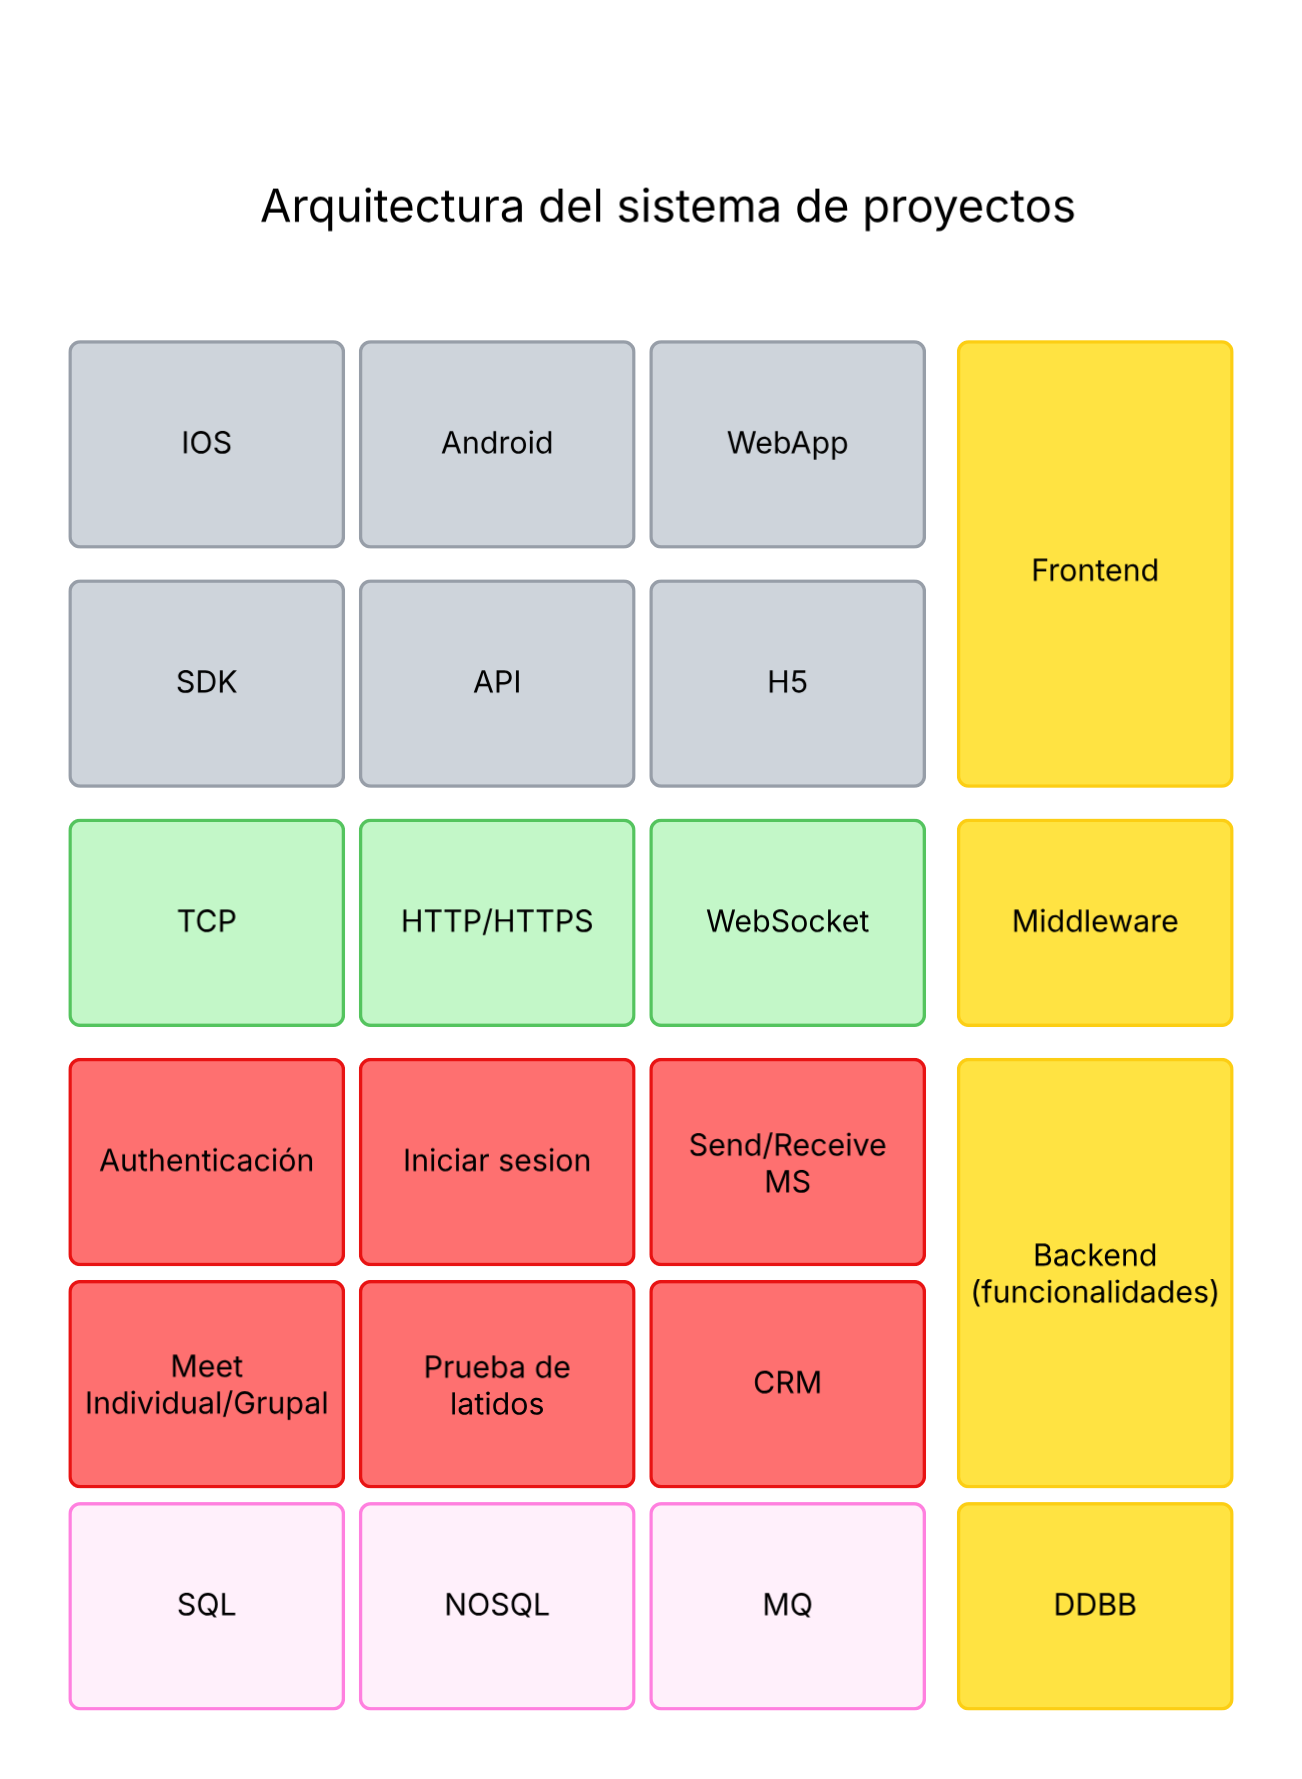 Arquitectura del sistema de proyectos
IOS
Android
WebApp
Frontend
SDK
API
H5
TCP
HTTP/HTTPS
WebSocket
Middleware
Authenticación
Iniciar sesion
Send/Receive
MS
Backend
(funcionalidades)
Meet
Individual/Grupal
Prueba de
latidos
CRM
SQL
NOSQL
MQ
DDBB